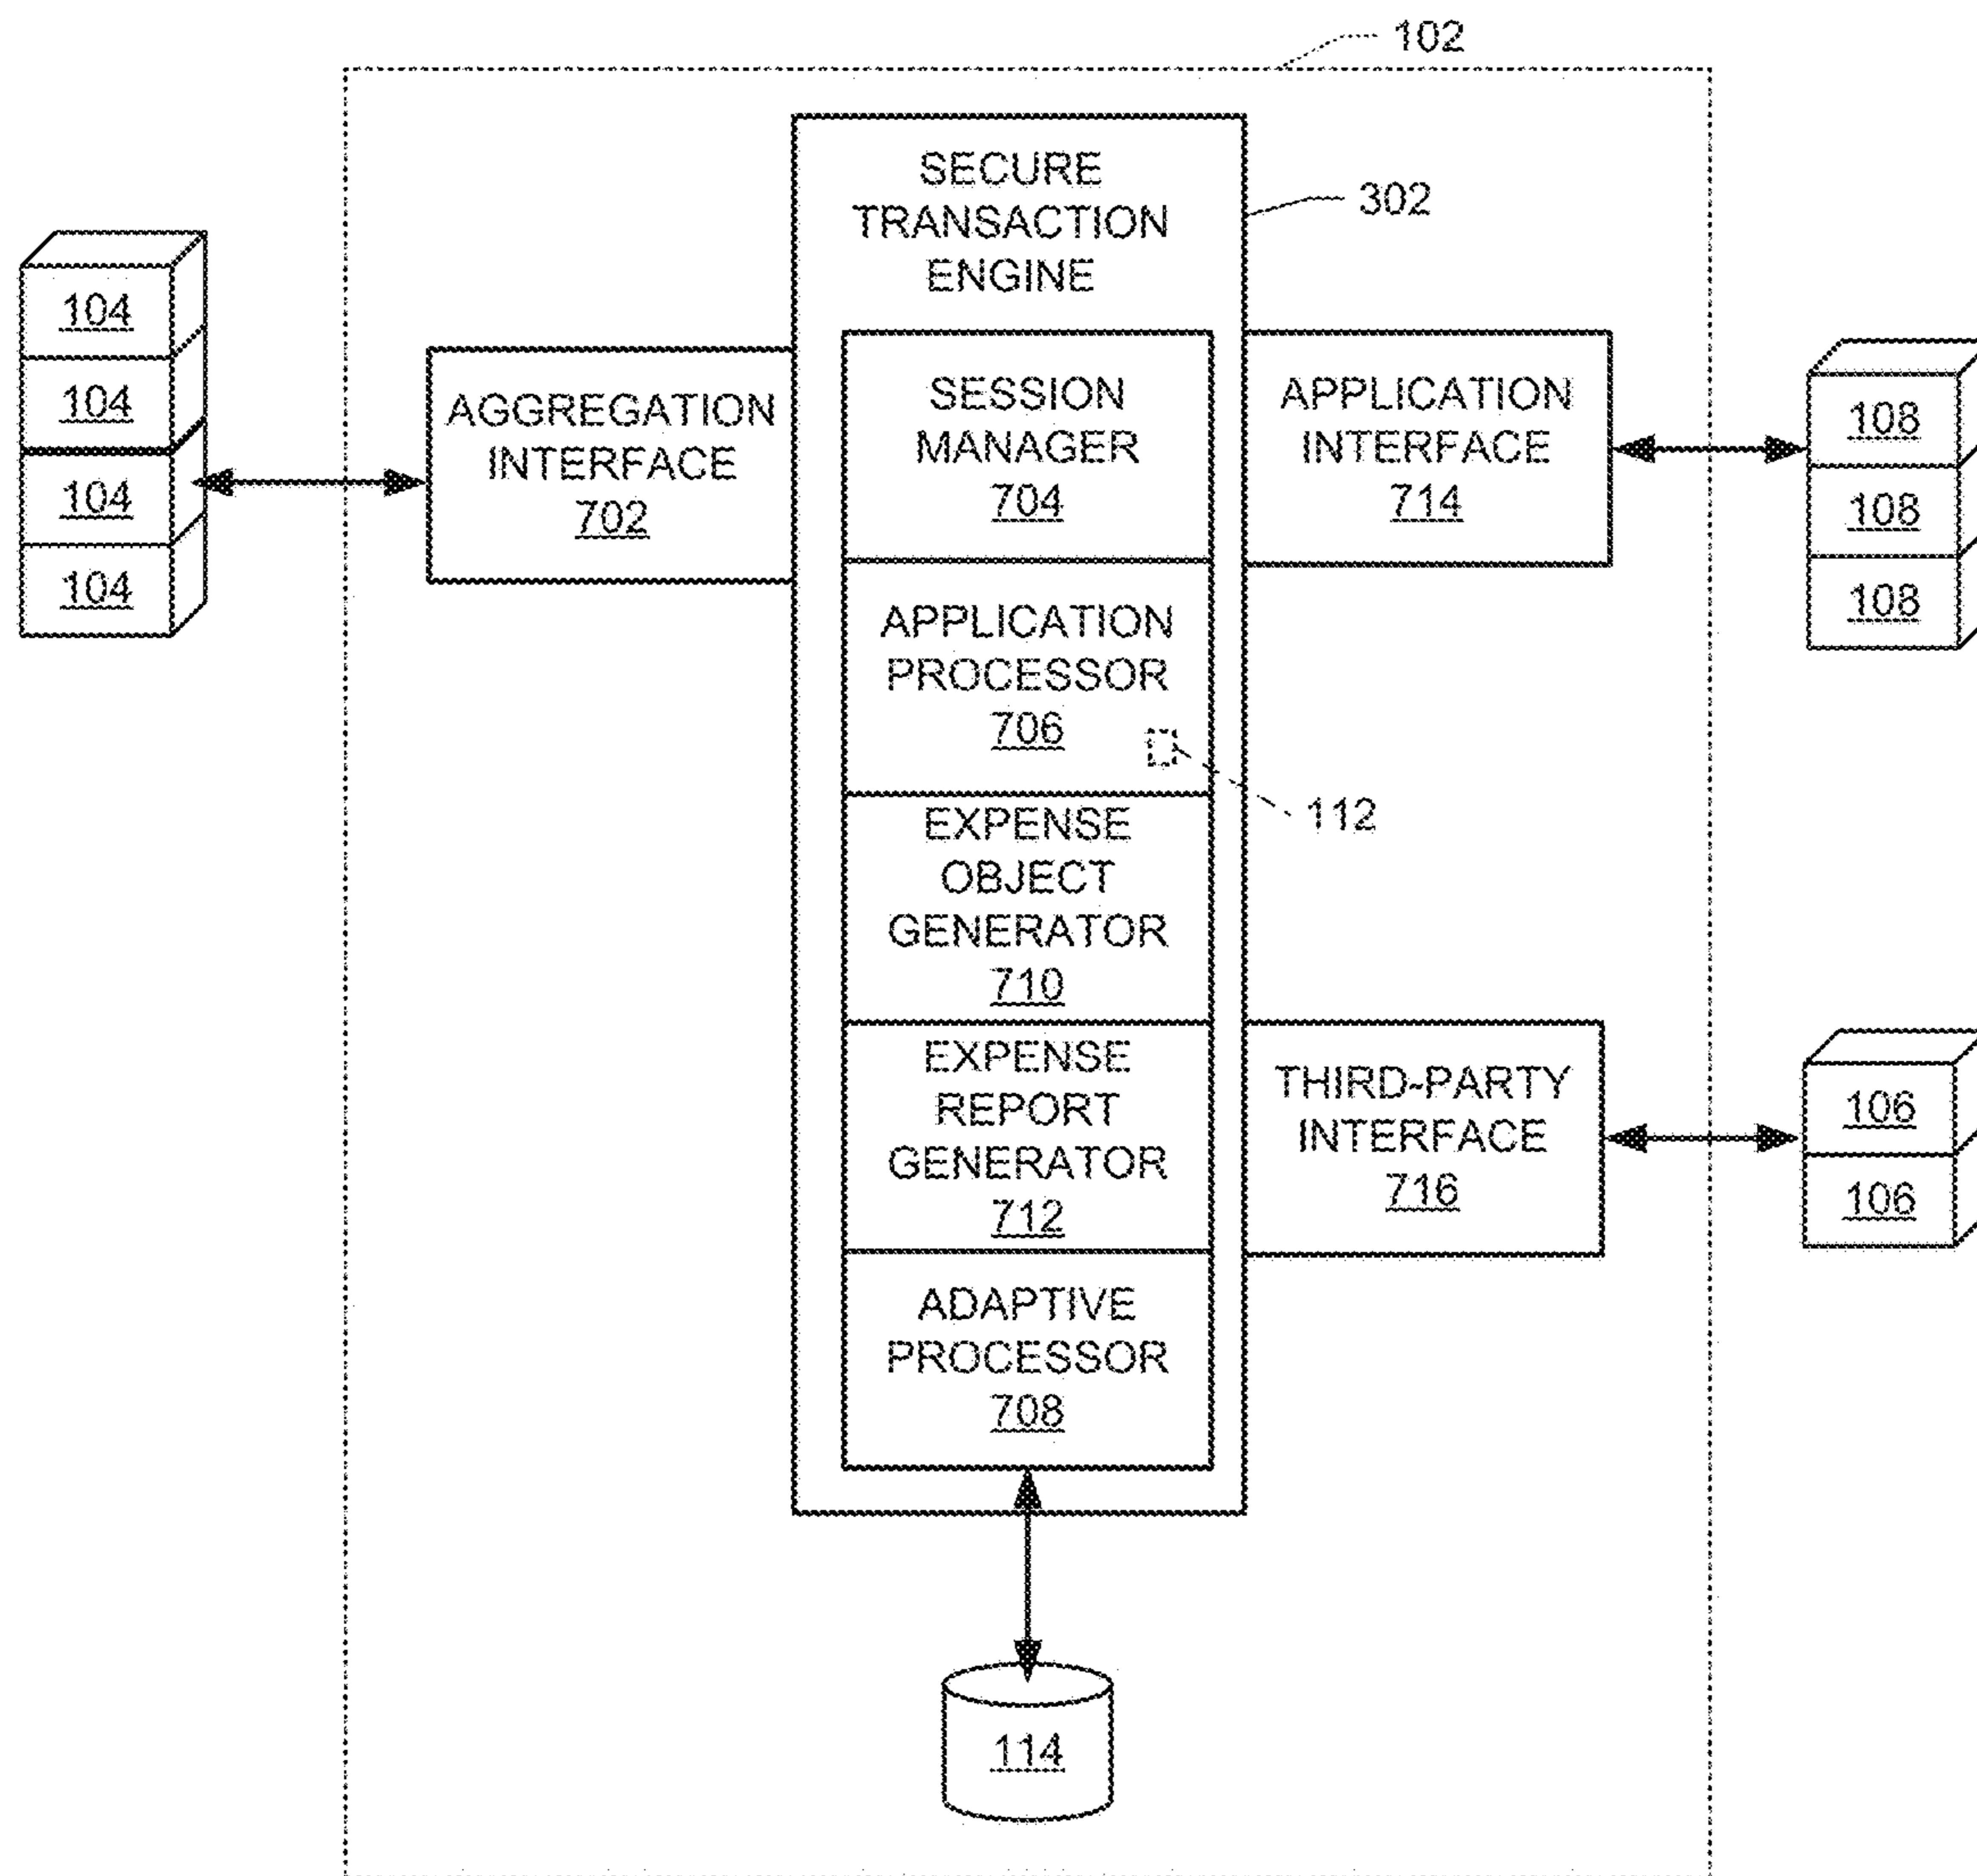 102
SECURE
TRANSACTION
ENGINE
302
104
104
104
104
AGGREGATION
INTERFACE
702
SESSION
MANAGER
704
APPLICATION
INTERFACE
714
108
108
108
APPLICATION
PROCESSOR
706
112
EXPENSE
OBJECT
GENERATOR
710
EXPENSE
REPORT
GENERATOR
712
THIRD-PARTY
INTERFACE
716
106
106
ADAPTIVE
PROCESSOR
708
114